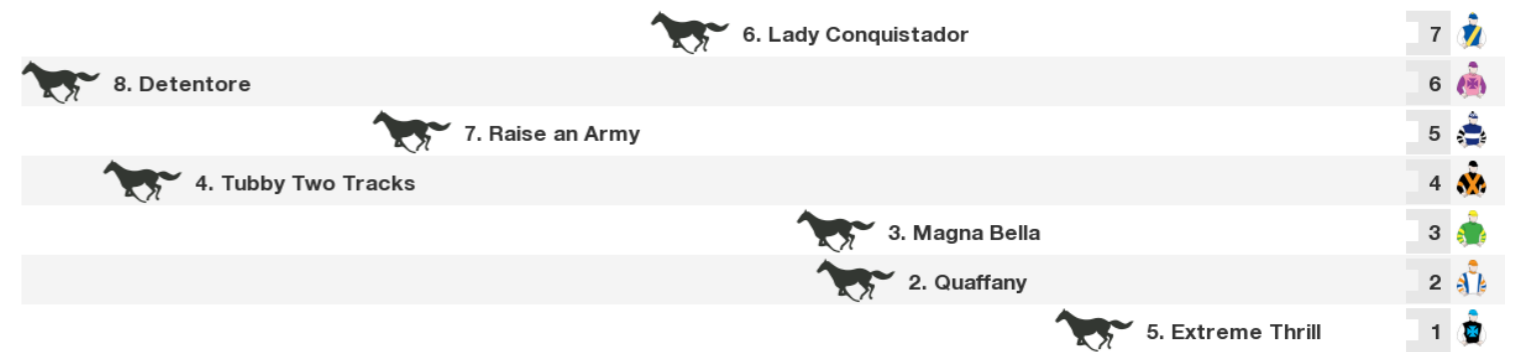 6. Lady Conquistador 7
8. Detentore 6
7. Raise an Army 5
4. Tubby Two Tracks 4
3. Magna Bella 3
2. Quaffany 2
5. Extreme Thrill 1